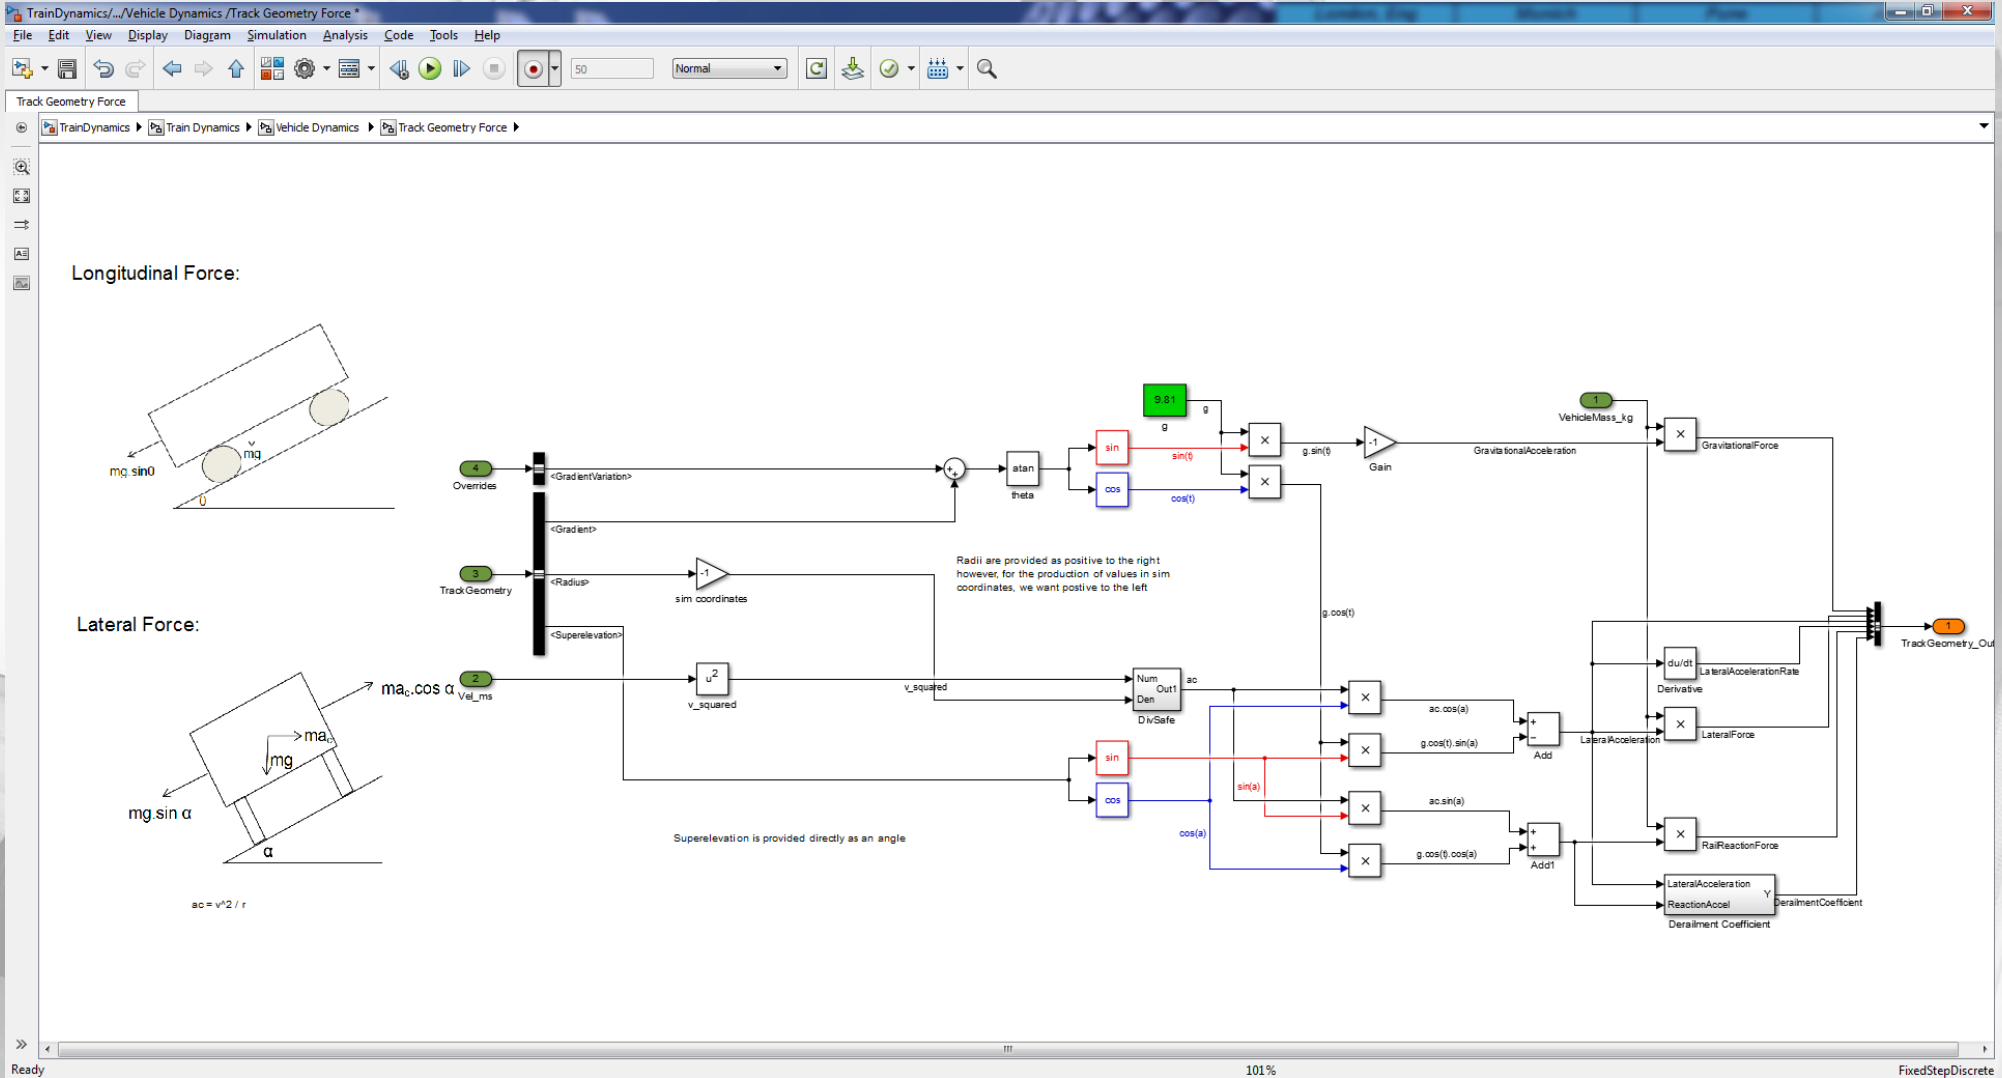 TrainDynamics/.../Vehicle Dynamics /Track Geometry Force *
File Edit View Display Diagram Simulation Analysis Code Tools Help
50
Normal
Track Geometry Force
TrainDynamics Train Dynamics Vehicle Dynamics Track Geometry Force
Longitudinal Force:
mg
mg.sin0
0
Lateral Force:
ma_c.cos α
ma_c
mg
mg.sin α
α
ac = v^2 / r
4
Overrides
<GradientVariation>
<Gradient>
3
TrackGeometry
<Radius>
-1
sim coordinates
<Superelevation>
2
Vel_ms
u²
v_squared
v_squared
Superelevation is provided directly as an angle
atan
theta
Radii are provided as positive to the right
however, for the production of values in sim
coordinates, we want postive to the left
9.81
g
g
sin
sin(t)
cos
cos(t)
×
×
g.sin(t)
-1
Gain
GravitationalAcceleration
g.cos(t)
Num
Den
Out1
DivSafe
ac
sin
cos
sin(a)
cos(a)
×
×
×
×
ac.cos(a)
g.cos(t).sin(a)
ac.sin(a)
g.cos(t).cos(a)
Add
Add1
1
VehicleMass_kg
×
GravitationalForce
du/dt
LateralAccelerationRate
Derivative
LateralAcceleration
×
LateralForce
×
RailReactionForce
LateralAcceleration
ReactionAccel
Y
DerailmentCoefficient
Derailment Coefficient
1
TrackGeometry_Out
Ready
101%
FixedStepDiscrete